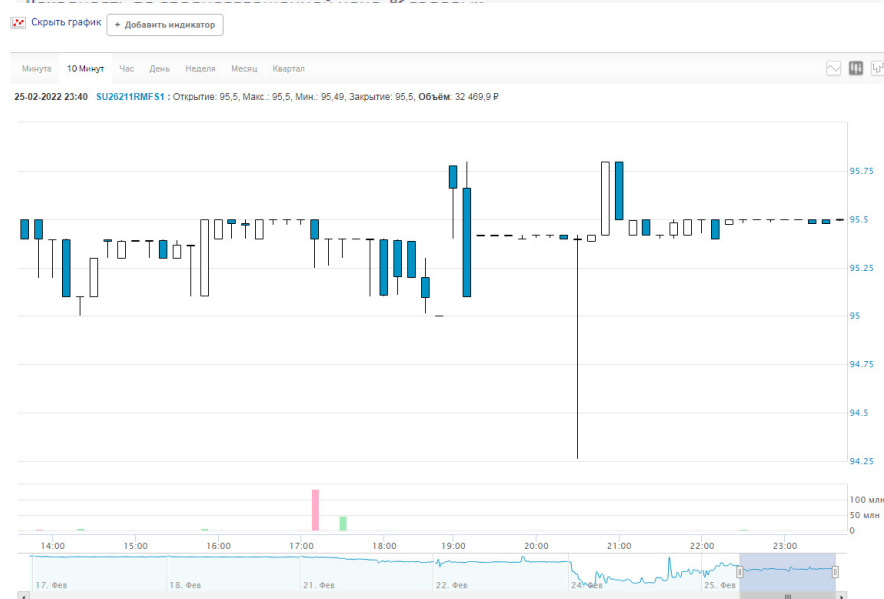 Скрыть график + Добавить индикатор
Минута 10 Минут Час День Неделя Месяц Квартал
25-02-2022 23:40 SU26211RMFS1 : Открытие: 95,5, Макс.: 95,5, Мин.: 95,49, Закрытие: 95,5, Объём: 32 469,9 ₽
95.75
95.5
95.25
95
94.75
94.5
94.25
100 млн
50 млн
0
14:00 15:00 16:00 17:00 18:00 19:00 20:00 21:00 22:00 23:00
17. Фев 18. Фев 21. Фев 22. Фев 24. Фев 25. Фев